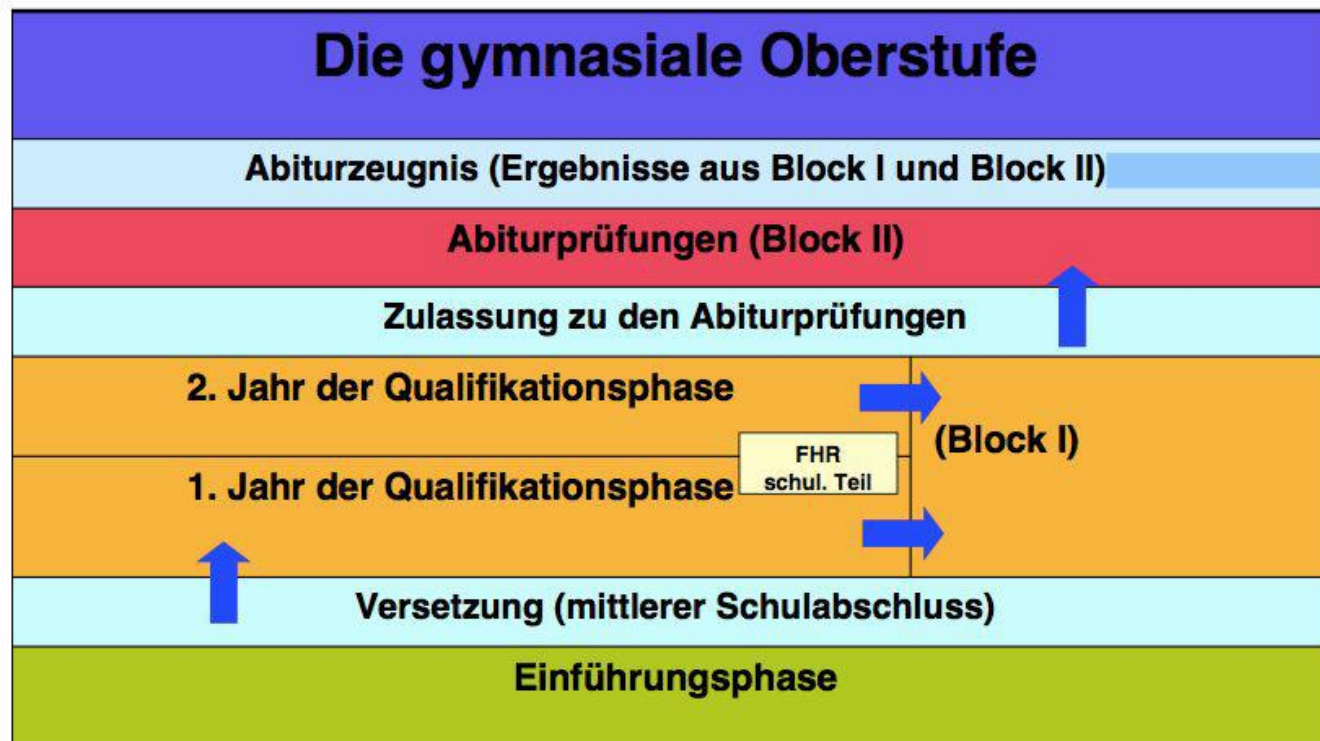 Die gymnasiale Oberstufe
Abiturzeugnis (Ergebnisse aus Block I und Block II)
Abiturprüfungen (Block II)
Zulassung zu den Abiturprüfungen
2. Jahr der Qualifikationsphase
(Block I)
FHR
schul. Teil
1. Jahr der Qualifikationsphase
Versetzung (mittlerer Schulabschluss)
Einführungsphase